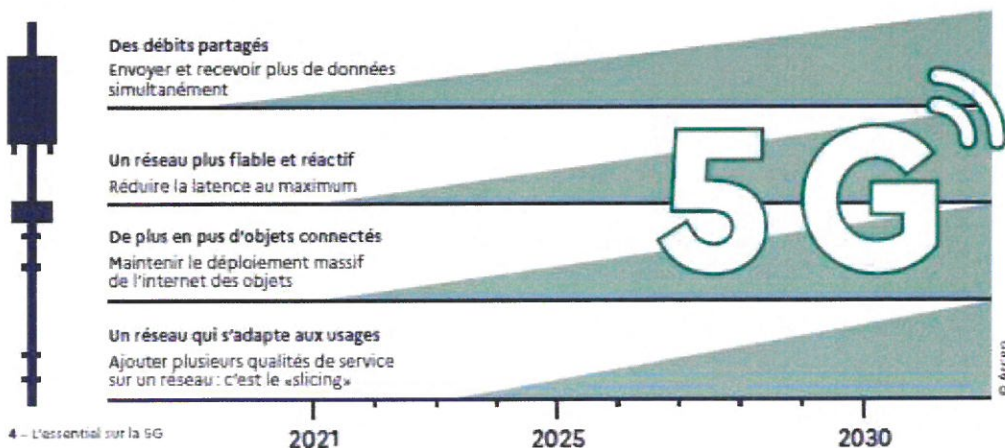 Des débits partagés
Envoyer et recevoir plus de données
simultanément
Un réseau plus fiable et réactif
Réduire la latence au maximum
De plus en pus d'objets connectés
Maintenir le déploiement massif
de l'internet des objets
Un réseau qui s'adapte aux usages
Ajouter plusieurs qualités de service
sur un réseau : c'est le «slicing»
5G
4 – L'essentiel sur la 5G
2021
2025
2030